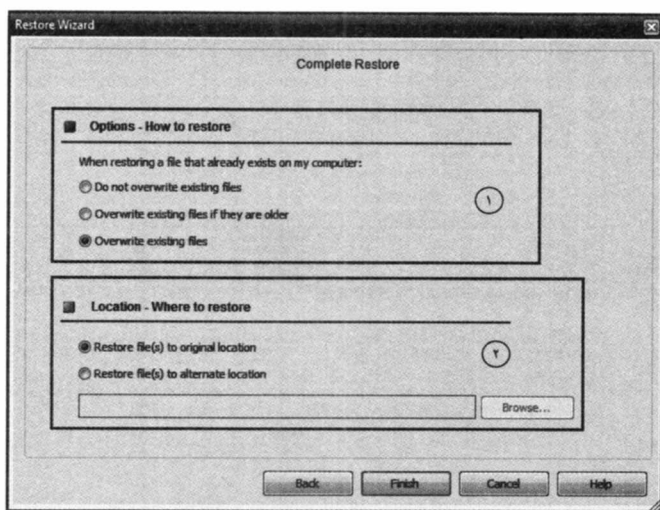 Restore Wizard
Complete Restore
Options - How to restore
When restoring a file that already exists on my computer:
Do not overwrite existing files
Overwrite existing files if they are older
Overwrite existing files
۱
Location - Where to restore
Restore file(s) to original location
۲
Restore file(s) to alternate location
Browse...
Back Finish Cancel Help